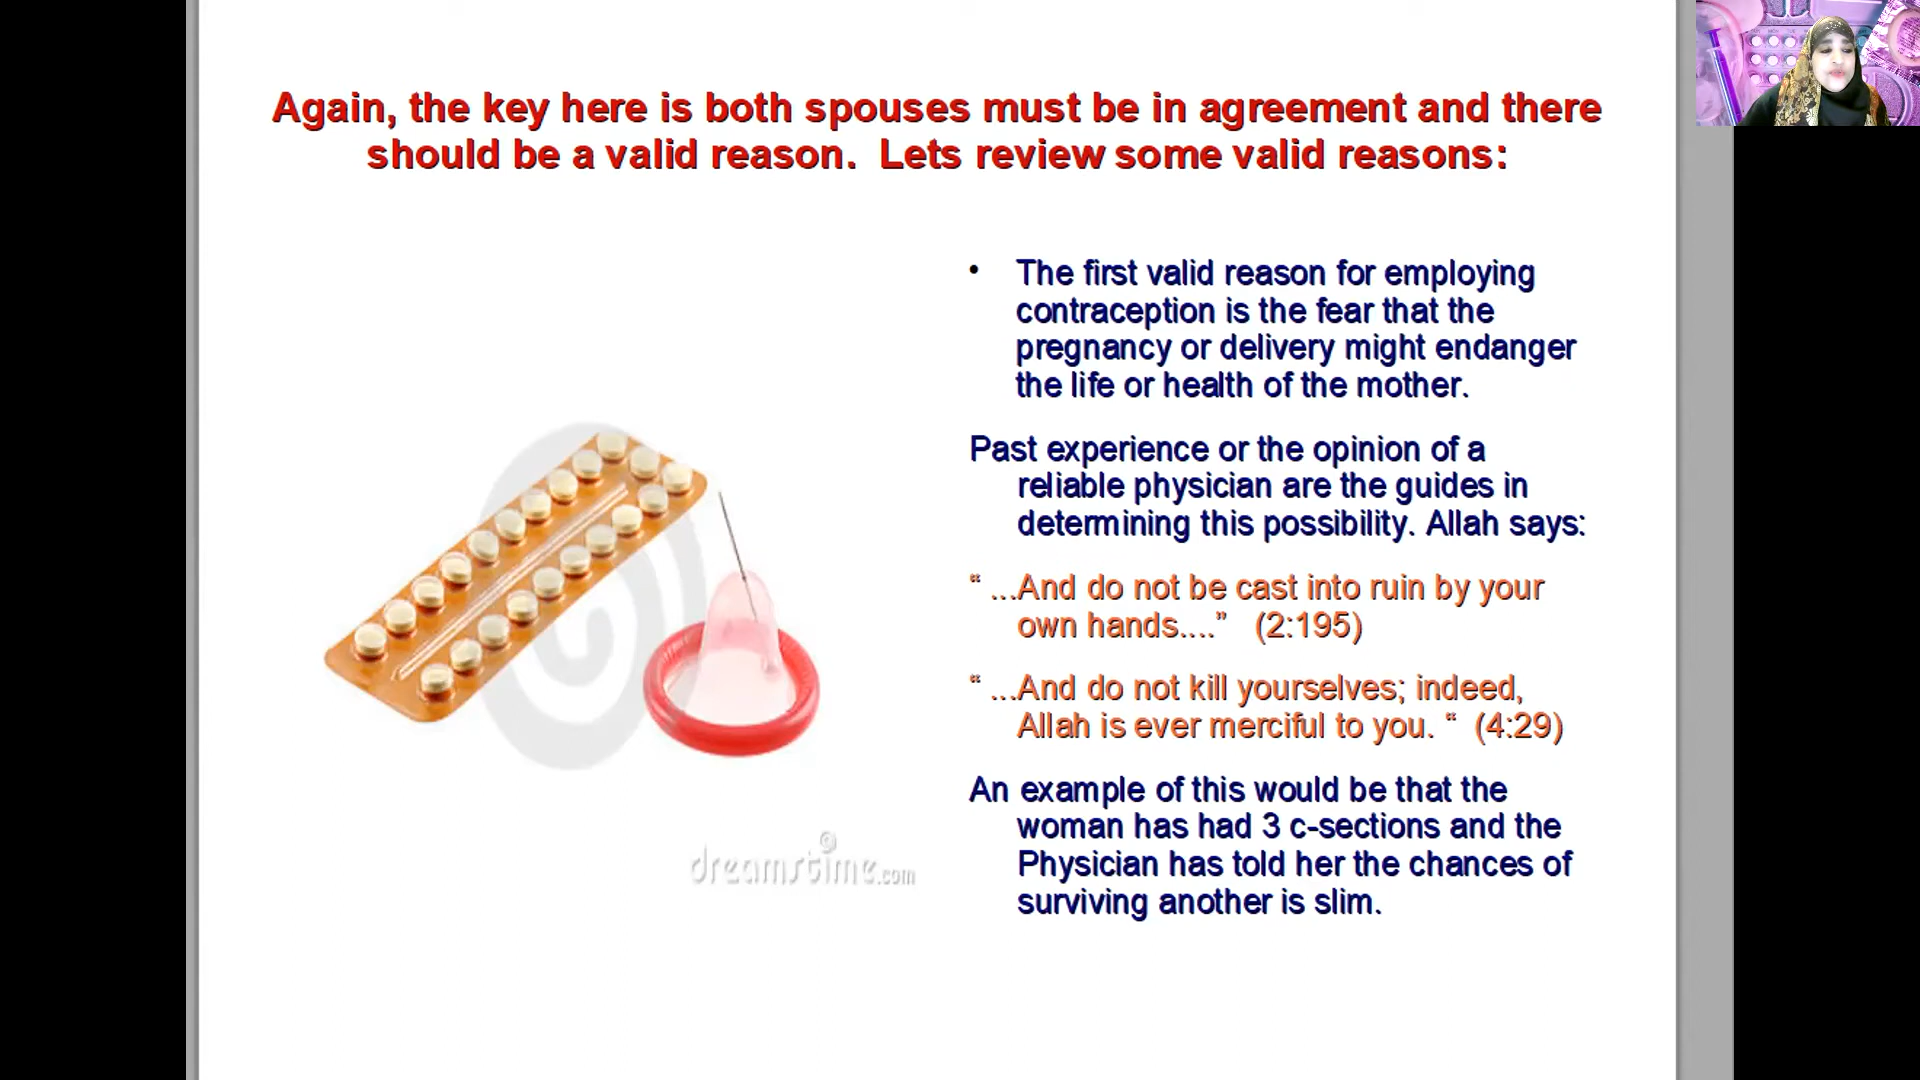 Again, the key here is both spouses must be in agreement and there
should be a valid reason.  Lets review some valid reasons:
• The first valid reason for employing
contraception is the fear that the
pregnancy or delivery might endanger
the life or health of the mother.
Past experience or the opinion of a
reliable physician are the guides in
determining this possibility. Allah says:
“ ...And do not be cast into ruin by your
own hands....”   (2:195)
“ ...And do not kill yourselves; indeed,
Allah is ever merciful to you. “  (4:29)
An example of this would be that the
woman has had 3 c-sections and the
Physician has told her the chances of
surviving another is slim.
dreamstime.com